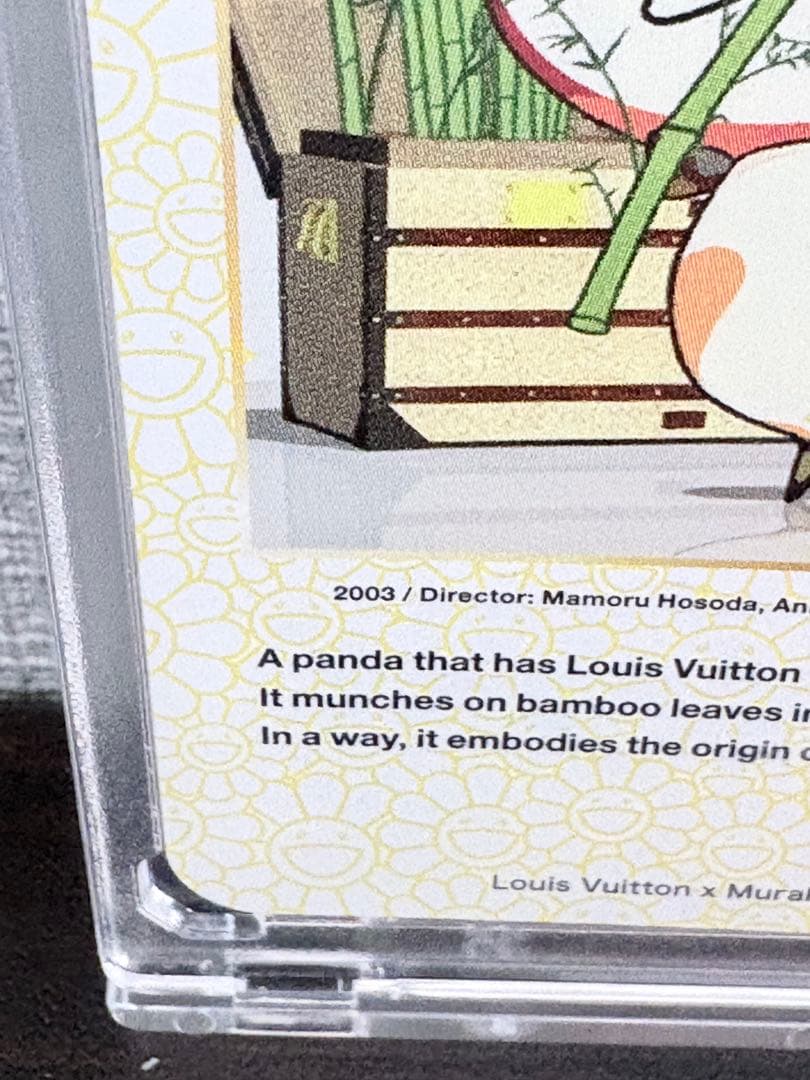 2003 / Director: Mamoru Hosoda,
A panda that has Louis Vuitton
It munches on bamboo leaves
In a way, it embodies the origin
Louis Vuitton x